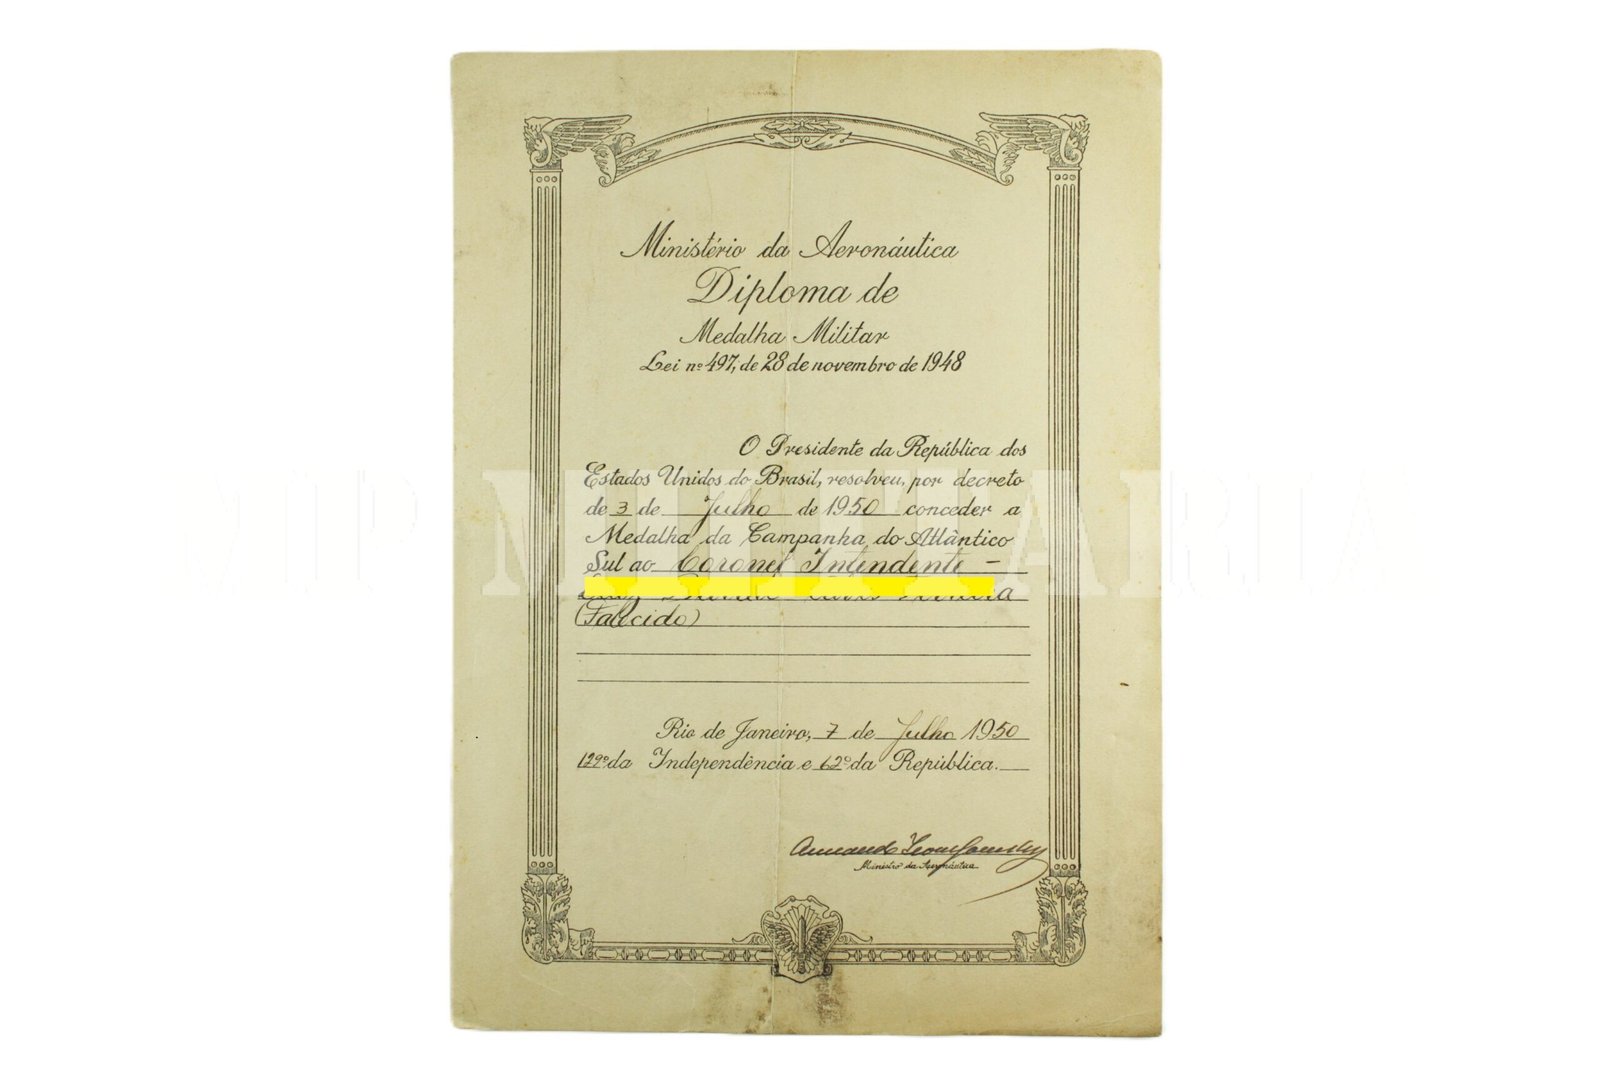 Ministério da Aeronáutica
Diploma de
Medalha Militar
Lei nº 497, de 28 de novembro de 1948
O Presidente da República dos
Estados Unidos do Brasil, resolveu, por decreto
de 3 de Julho de 1950 conceder a
Medalha da Campanha do Atlântico
Sul ao Coronel Intendente -
(Falecido)
Rio de Janeiro, 7 de Julho 1950
129º da Independência e 62º da República.
Ministro da Aeronáutica
MILITARIA